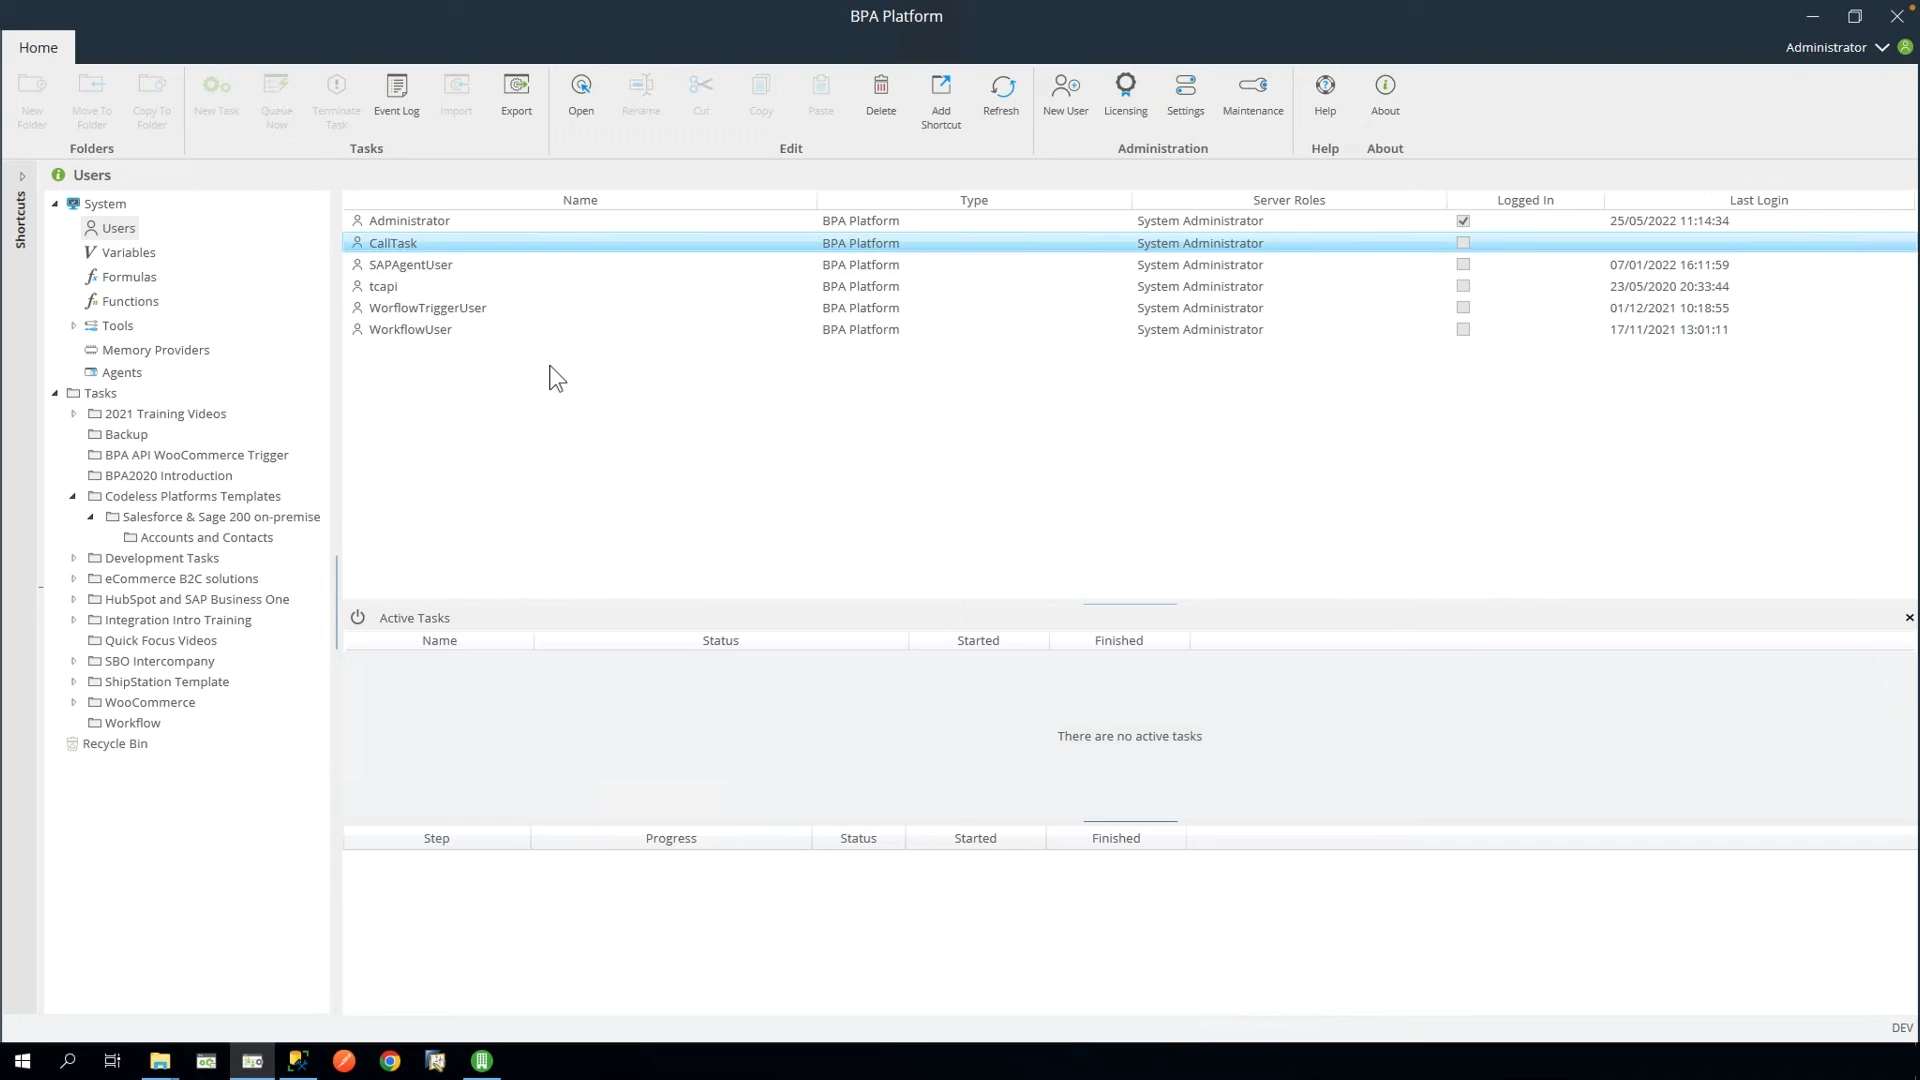 BPA Platform
Home
Administrator
New Folder
Move To Folder
Copy To Folder
Folders
New Task
Queue Now
Terminate Task
Event Log
Import
Export
Tasks
Open
Rename
Cut
Copy
Paste
Delete
Add Shortcut
Refresh
Edit
New User
Licensing
Settings
Maintenance
Administration
Help
Help
About
About
Shortcuts
Users
System
Users
Variables
Formulas
Functions
Tools
Memory Providers
Agents
Tasks
2021 Training Videos
Backup
BPA API WooCommerce Trigger
BPA2020 Introduction
Codeless Platforms Templates
Salesforce & Sage 200 on-premise
Accounts and Contacts
Development Tasks
eCommerce B2C solutions
HubSpot and SAP Business One
Integration Intro Training
Quick Focus Videos
SBO Intercompany
ShipStation Template
WooCommerce
Workflow
Recycle Bin
Name Type Server Roles Logged In Last Login
Administrator BPA Platform System Administrator 25/05/2022 11:14:34
CallTask BPA Platform System Administrator
SAPAgentUser BPA Platform System Administrator 07/01/2022 16:11:59
tcapi BPA Platform System Administrator 23/05/2020 20:33:44
WorflowTriggerUser BPA Platform System Administrator 01/12/2021 10:18:55
WorkflowUser BPA Platform System Administrator 17/11/2021 13:01:11
Active Tasks
Name Status Started Finished
There are no active tasks
Step Progress Status Started Finished
DEV